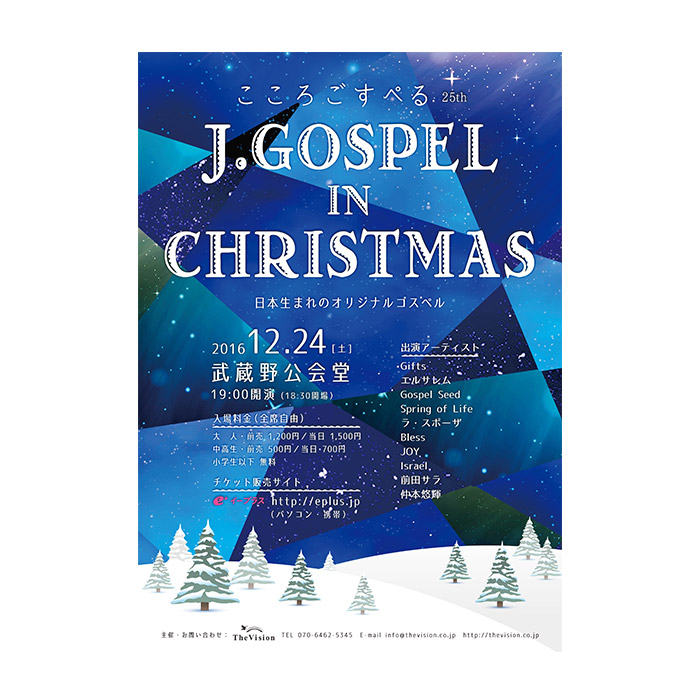 こころごすぺる 25th
J.GOSPEL
IN
CHRISTMAS
日本生まれのオリジナルゴスペル
2016 12.24 [土]
武蔵野公会堂
19:00開演 (18:30開場)
入場料金(全席自由)
大 人・前売 1,200円/当日 1,500円
中高生・前売 500円/当日・700円
小学生以下 無料
チケット販売サイト
e+ イープラス http://eplus.jp
(パソコン・携帯)
出演アーティスト
Gifts
エルサレム
Gospel Seed
Spring of Life
ラ・スポーザ
Bless
JOY
Israel
前田サラ
仲本悠輝
主催・お問い合わせ: TheVision TEL 070-6462-5345 E-mail info@thevision.co.jp http://thevision.co.jp